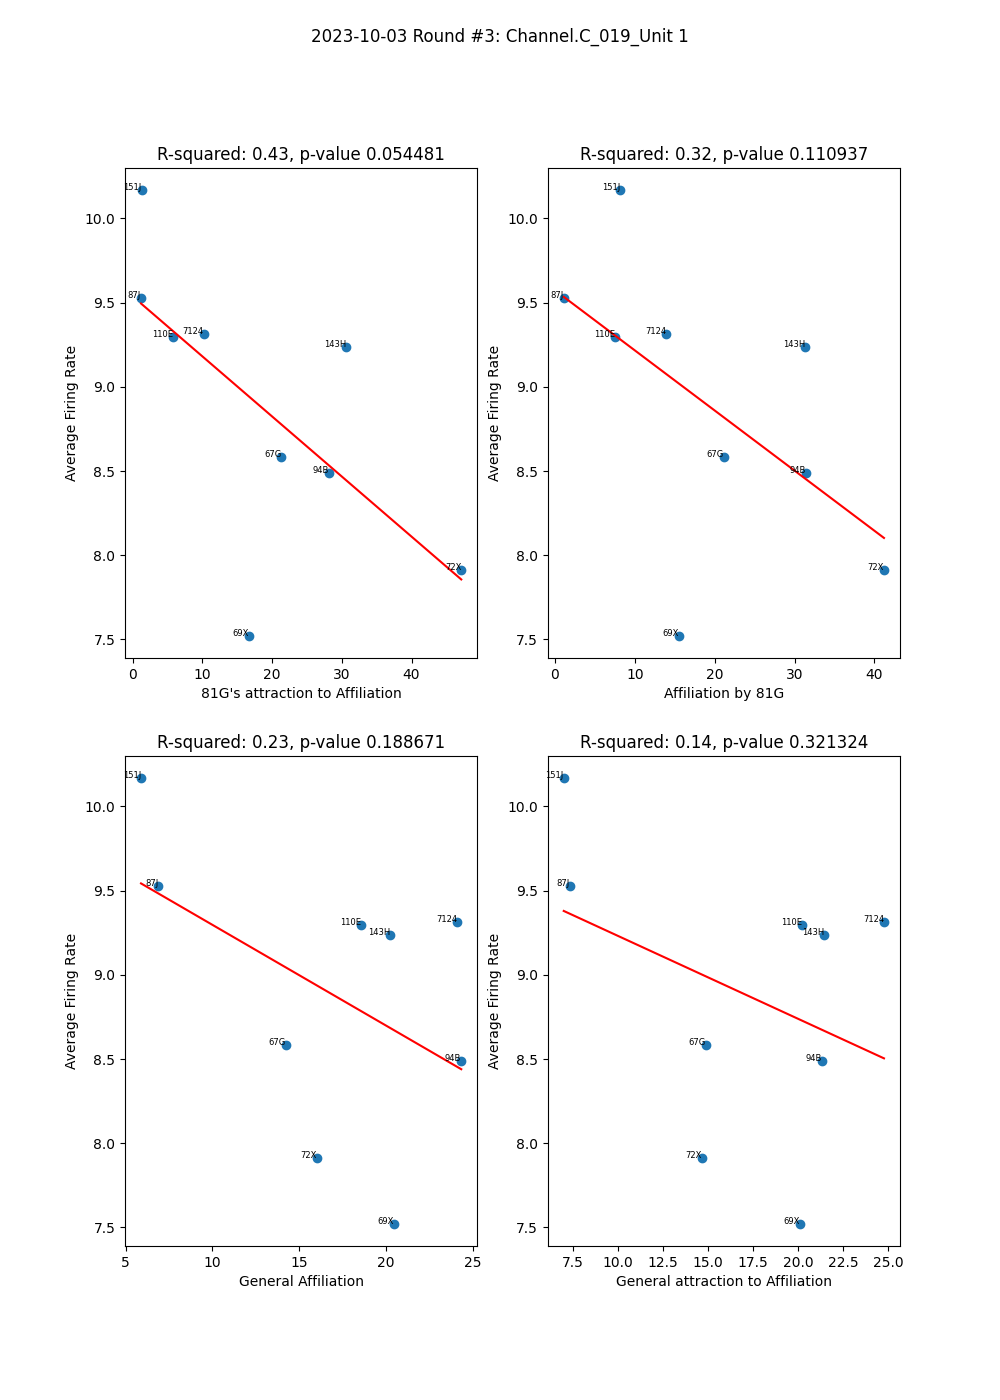 2023-10-03 Round #3: Channel.C_019_Unit 1
R-squared: 0.43, p-value 0.054481
151J
10.0
87J
9.5
110E
7124
143H
9.0
Average Firing Rate
67G
8.5
94B
8.0
72X
69X
7.5
0 10 20 30 40
81G's attraction to Affiliation
R-squared: 0.32, p-value 0.110937
151J
10.0
87J
9.5
110E
7124
143H
9.0
Average Firing Rate
67G
8.5
94B
8.0
72X
69X
7.5
0 10 20 30 40
Affiliation by 81G
R-squared: 0.23, p-value 0.188671
151J
10.0
87J
9.5
110E
143H
7124
9.0
Average Firing Rate
67G
8.5
94B
8.0
72X
69X
7.5
5 10 15 20 25
General Affiliation
R-squared: 0.14, p-value 0.321324
151J
10.0
87J
9.5
110E
143H
7124
9.0
Average Firing Rate
67G
8.5
94B
8.0
72X
69X
7.5
7.5 10.0 12.5 15.0 17.5 20.0 22.5 25.0
General attraction to Affiliation